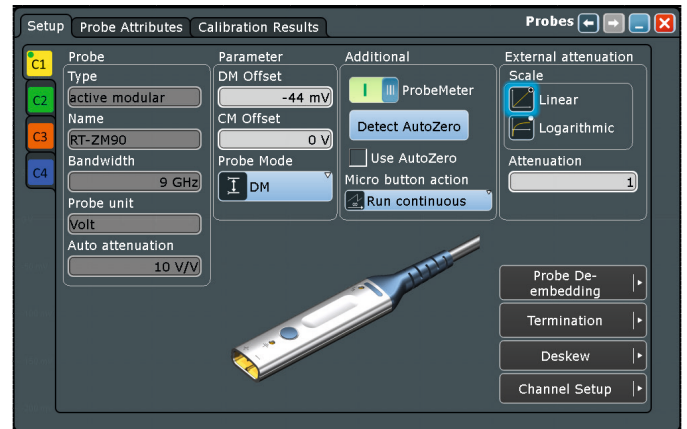 Setup
Probe Attributes
Calibration Results
Probes
C1
C2
C3
C4
Probe
Type
active modular
Name
RT-ZM90
Bandwidth
9 GHz
Probe unit
Volt
Auto attenuation
10 V/V
Parameter
DM Offset
-44 mV
CM Offset
0 V
Probe Mode
DM
Additional
ProbeMeter
Detect AutoZero
Use AutoZero
Micro button action
Run continuous
External attenuation
Scale
Linear
Logarithmic
Attenuation
1
Probe De-
embedding
Termination
Deskew
Channel Setup